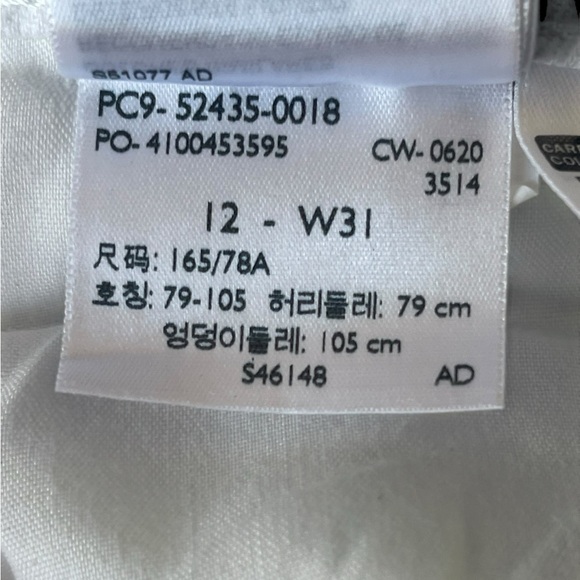 S51077 AD
PC9- 52435-0018
PO- 4100453595 CW- 0620
3514
12 - W31
尺码: 165/78A
호칭: 79-105 허리둘레: 79 cm
엉덩이둘레: 105 cm
S46148 AD